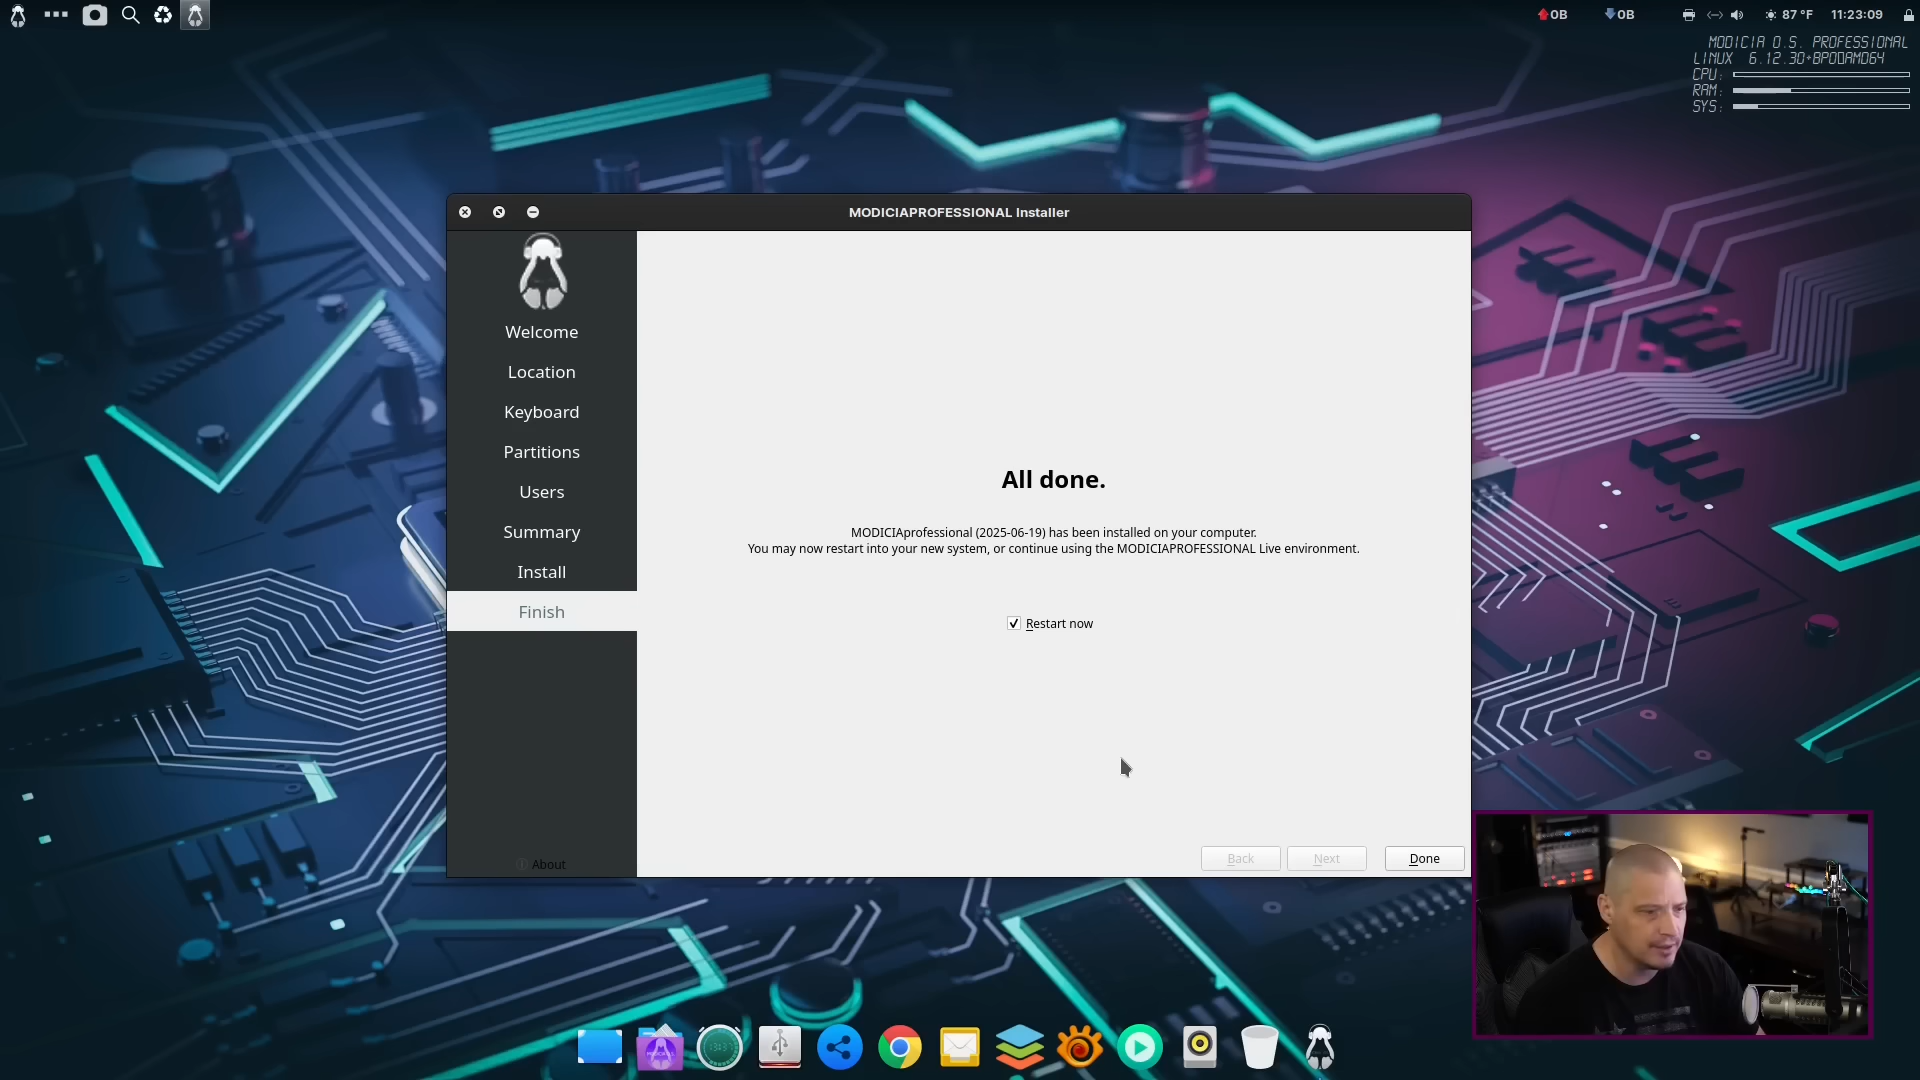 0B
0B
87 °F
11:23:09
MODICIA O.S. PROFESSIONAL
LINUX 6.12.30+BPODAMD64
CPU:
RAM:
SYS:
MODICIAPROFESSIONAL Installer
Welcome
Location
Keyboard
Partitions
Users
Summary
Install
Finish
About
All done.
MODICIAprofessional (2025-06-19) has been installed on your computer.
You may now restart into your new system, or continue using the MODICIAPROFESSIONAL Live environment.
Restart now
Back
Next
Done